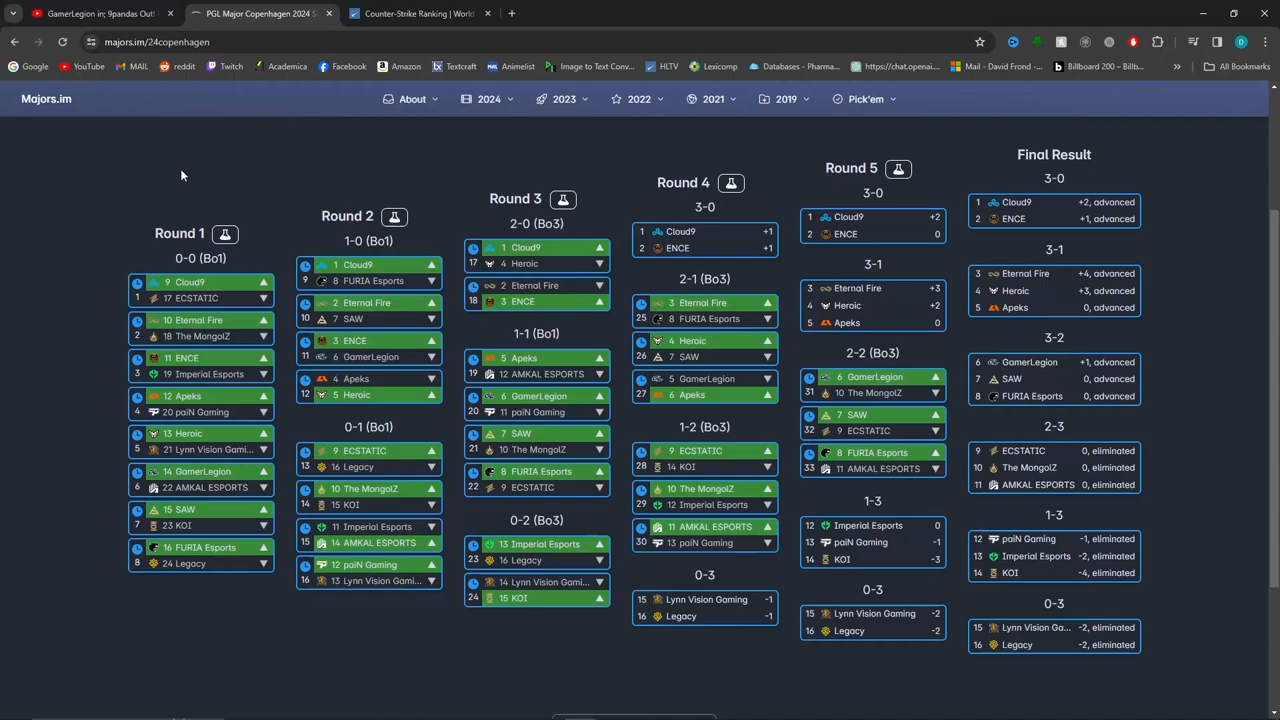 GamerLegion in; 9pandas Out!
PGL Major Copenhagen 2024 S
Counter-Strike Ranking | World
majors.im/24copenhagen
Google
YouTube
MAIL
reddit
Twitch
Academica
Facebook
Amazon
Textcraft
Animelist
Image to Text Conv...
HLTV
Lexicomp
Databases - Pharma...
https://chat.openai....
Mail - David Frond -...
Billboard 200 – Billb...
All Bookmarks
Majors.im
About
2024
2023
2022
2021
2019
Pick'em
Round 1
0-0 (Bo1)
9 Cloud9
1 17 ECSTATIC
10 Eternal Fire
2 18 The MongolZ
11 ENCE
3 19 Imperial Esports
12 Apeks
4 20 paiN Gaming
13 Heroic
5 21 Lynn Vision Gami...
14 GamerLegion
6 22 AMKAL ESPORTS
15 SAW
7 23 KOI
16 FURIA Esports
8 24 Legacy
Round 2
1-0 (Bo1)
1 Cloud9
9 8 FURIA Esports
2 Eternal Fire
10 7 SAW
3 ENCE
11 6 GamerLegion
4 Apeks
12 5 Heroic
0-1 (Bo1)
9 ECSTATIC
13 16 Legacy
10 The MongolZ
14 15 KOI
11 Imperial Esports
15 14 AMKAL ESPORTS
12 paiN Gaming
16 13 Lynn Vision Gami...
Round 3
2-0 (Bo3)
1 Cloud9
17 4 Heroic
2 Eternal Fire
18 3 ENCE
1-1 (Bo1)
5 Apeks
19 12 AMKAL ESPORTS
6 GamerLegion
20 11 paiN Gaming
7 SAW
21 10 The MongolZ
8 FURIA Esports
22 9 ECSTATIC
0-2 (Bo3)
13 Imperial Esports
23 16 Legacy
14 Lynn Vision Gami...
24 15 KOI
Round 4
3-0
1 Cloud9 +1
2 ENCE +1
2-1 (Bo3)
3 Eternal Fire
25 8 FURIA Esports
4 Heroic
26 7 SAW
5 GamerLegion
27 6 Apeks
1-2 (Bo3)
9 ECSTATIC
28 14 KOI
10 The MongolZ
29 12 Imperial Esports
11 AMKAL ESPORTS
30 13 paiN Gaming
0-3
15 Lynn Vision Gaming -1
16 Legacy -1
Round 5
3-0
1 Cloud9 +2
2 ENCE 0
3-1
3 Eternal Fire +3
4 Heroic +2
5 Apeks 0
2-2 (Bo3)
6 GamerLegion
31 10 The MongolZ
7 SAW
32 9 ECSTATIC
8 FURIA Esports
33 11 AMKAL ESPORTS
1-3
12 Imperial Esports 0
13 paiN Gaming -1
14 KOI -3
0-3
15 Lynn Vision Gaming -2
16 Legacy -2
Final Result
3-0
1 Cloud9 +2, advanced
2 ENCE +1, advanced
3-1
3 Eternal Fire +4, advanced
4 Heroic +3, advanced
5 Apeks 0, advanced
3-2
6 GamerLegion +1, advanced
7 SAW 0, advanced
8 FURIA Esports 0, advanced
2-3
9 ECSTATIC 0, eliminated
10 The MongolZ 0, eliminated
11 AMKAL ESPORTS 0, eliminated
1-3
12 paiN Gaming -1, eliminated
13 Imperial Esports -2, eliminated
14 KOI -4, eliminated
0-3
15 Lynn Vision Ga... -2, eliminated
16 Legacy -2, eliminated